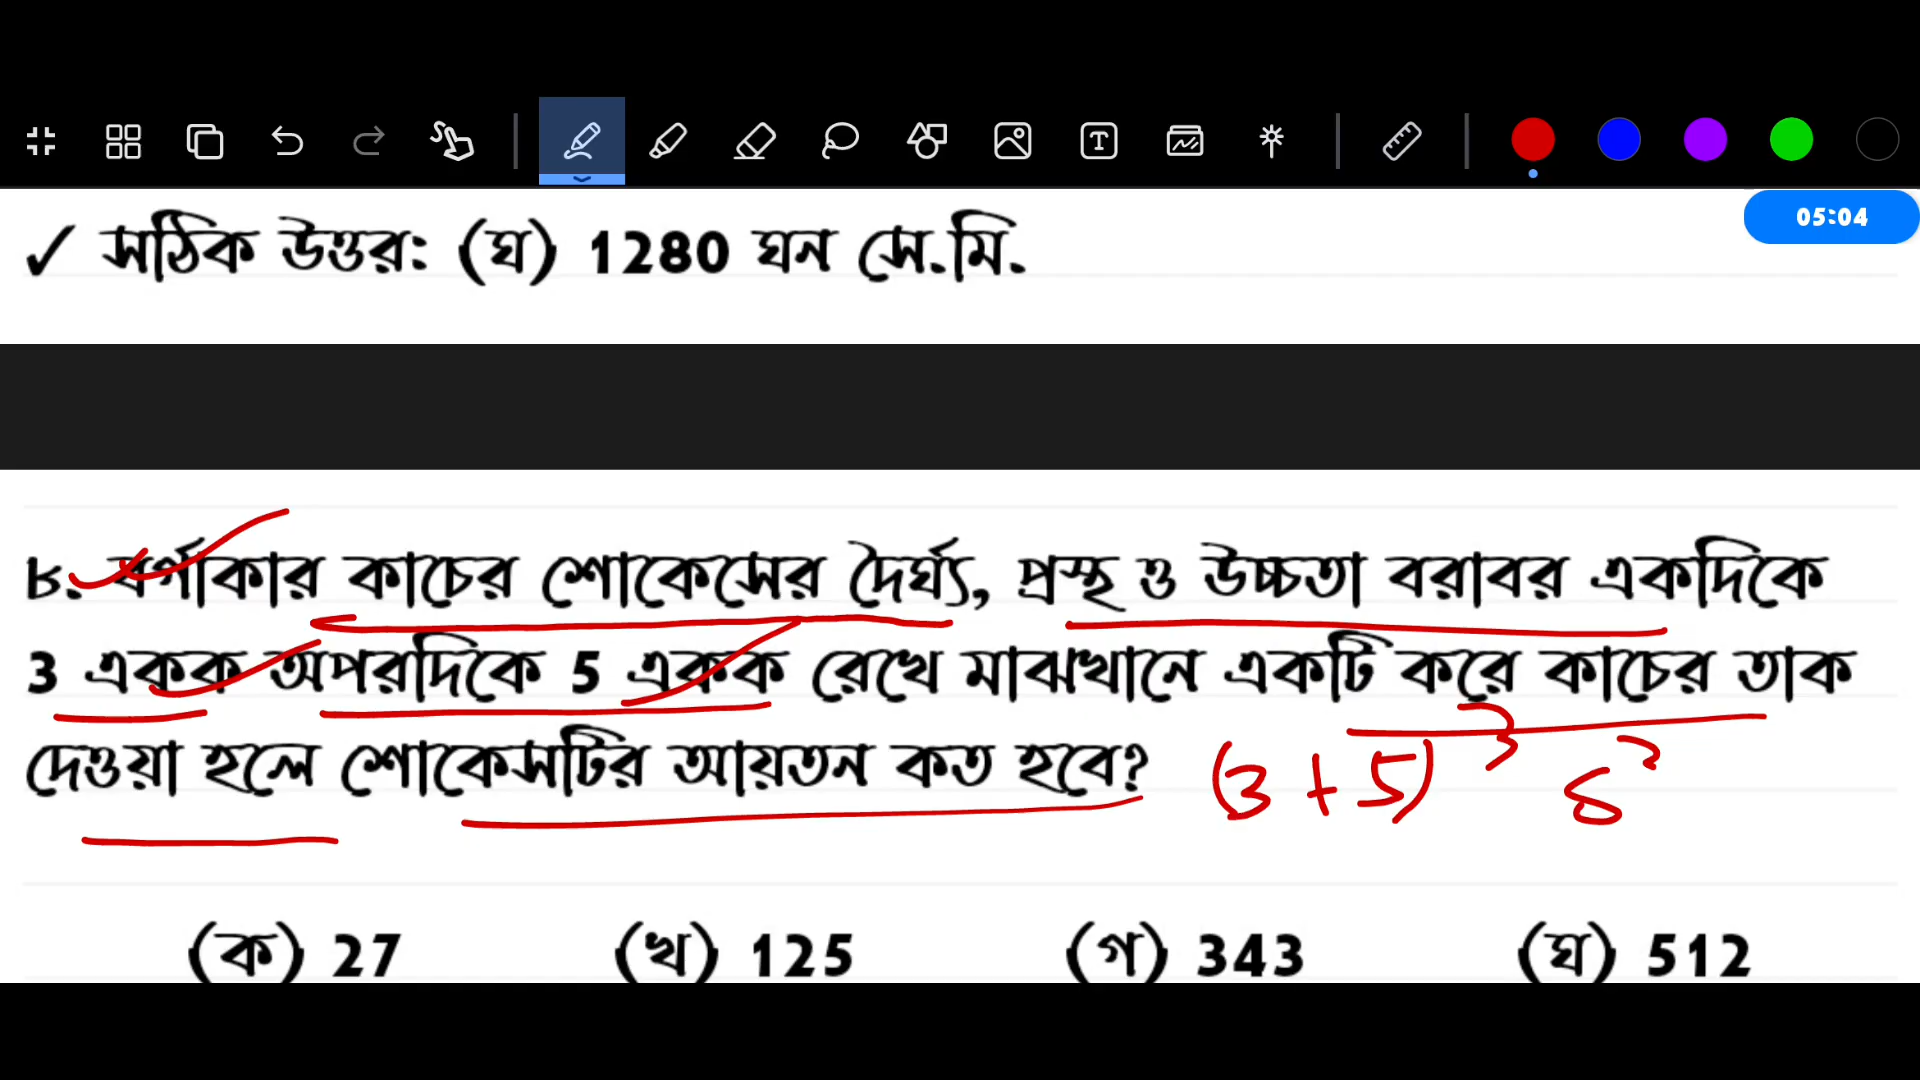 05:04
✓ সঠিক উত্তর: (ঘ) 1280 ঘন সে.মি.
৮. বর্গাকার কাচের শোকেসের দৈর্ঘ্য, প্রস্থ ও উচ্চতা বরাবর একদিকে
3 একক অপরদিকে 5 একক রেখে মাঝখানে একটি করে কাচের তাক
দেওয়া হলে শোকেসটির আয়তন কত হবে? (3+5)³ 8³
(ক) 27 (খ) 125 (গ) 343 (ঘ) 512